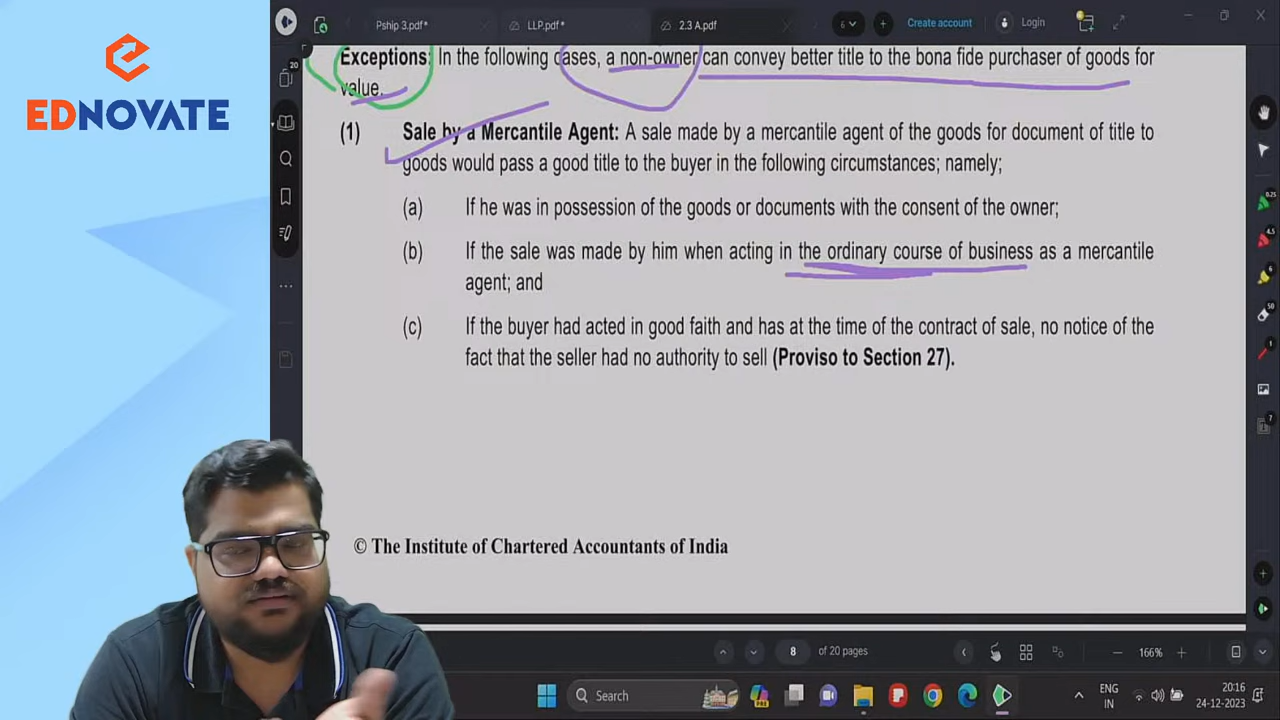 EDNOVATE
Pship 3.pdf*
LLP.pdf*
2.3 A.pdf
6
Create account
Login
20
Exceptions: In the following cases, a non-owner can convey better title to the bona fide purchaser of goods for
value.
(1) Sale by a Mercantile Agent: A sale made by a mercantile agent of the goods for document of title to
goods would pass a good title to the buyer in the following circumstances; namely;
(a) If he was in possession of the goods or documents with the consent of the owner;
(b) If the sale was made by him when acting in the ordinary course of business as a mercantile
agent; and
(c) If the buyer had acted in good faith and has at the time of the contract of sale, no notice of the
fact that the seller had no authority to sell (Proviso to Section 27).
© The Institute of Chartered Accountants of India
8 of 20 pages
166%
Search
ENG
IN
20:16
24-12-2023